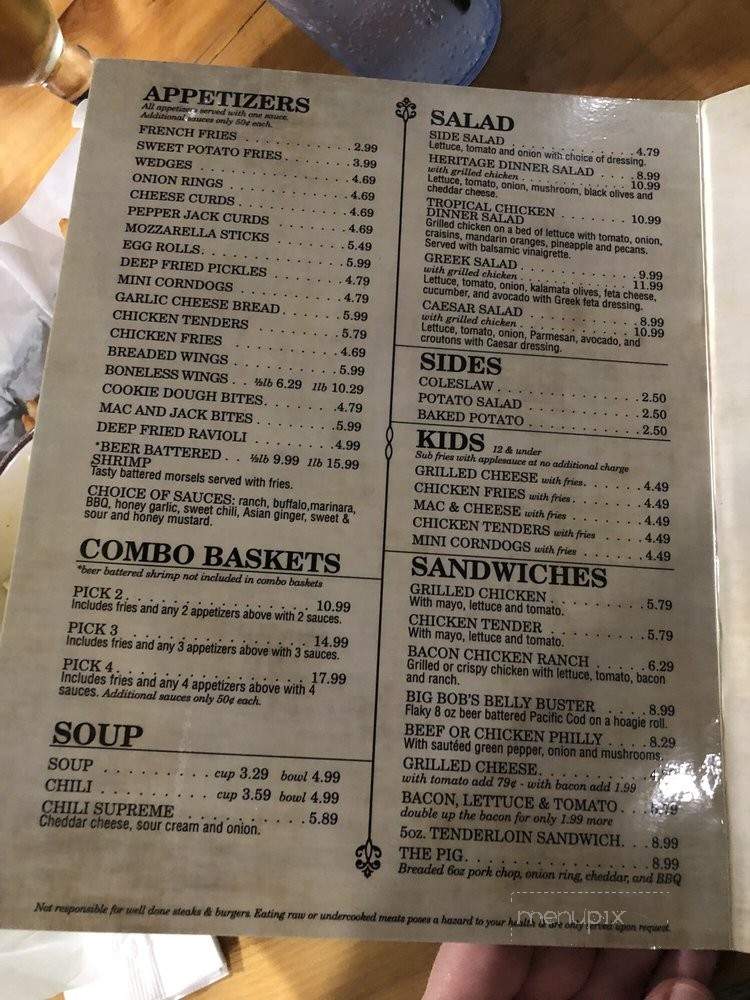 APPETIZERS
All appetizers served with one sauce.
Additional sauces only 50¢ each.
FRENCH FRIES . . . . . . . . . . . 2.99
SWEET POTATO FRIES . . . . . . . 3.99
WEDGES . . . . . . . . . . . . . 4.69
ONION RINGS . . . . . . . . . . . 4.69
CHEESE CURDS . . . . . . . . . . 4.69
PEPPER JACK CURDS . . . . . . . . 4.69
MOZZARELLA STICKS . . . . . . . . 5.49
EGG ROLLS. . . . . . . . . . . . 5.99
DEEP FRIED PICKLES . . . . . . . 4.79
MINI CORNDOGS . . . . . . . . . . 4.79
GARLIC CHEESE BREAD . . . . . . . 5.99
CHICKEN TENDERS . . . . . . . . . 5.79
CHICKEN FRIES . . . . . . . . . . 4.69
BREADED WINGS . . . . . . . . . . 5.99
BONELESS WINGS . . ½lb 6.29 1lb 10.29
COOKIE DOUGH BITES. . . . . . . . 4.79
MAC AND JACK BITES . . . . . . . 5.99
DEEP FRIED RAVIOLI . . . . . . . 4.99
*BEER BATTERED . . ½lb 9.99 1lb 15.99
SHRIMP
Tasty battered morsels served with fries.
CHOICE OF SAUCES: ranch, buffalo,marinara,
BBQ, honey garlic, sweet chili, Asian ginger, sweet &
sour and honey mustard.
COMBO BASKETS
*beer battered shrimp not included in combo baskets
PICK 2. . . . . . . . . . . . . 10.99
Includes fries and any 2 appetizers above with 2 sauces.
PICK 3 . . . . . . . . . . . . . 14.99
Includes fries and any 3 appetizers above with 3 sauces.
PICK 4. . . . . . . . . . . . . 17.99
Includes fries and any 4 appetizers above with 4
sauces. Additional sauces only 50¢ each.
SOUP
SOUP . . . . . . . . cup 3.29 bowl 4.99
CHILI . . . . . . . . cup 3.59 bowl 4.99
CHILI SUPREME . . . . . . . . . . 5.89
Cheddar cheese, sour cream and onion.
SALAD
SIDE SALAD . . . . . . . . . . . 4.79
Lettuce, tomato and onion with choice of dressing.
HERITAGE DINNER SALAD . . . . . 8.99
with grilled chicken . . . . . . 10.99
Lettuce, tomato, onion, mushroom, black olives and
cheddar cheese.
TROPICAL CHICKEN
DINNER SALAD . . . . . . . . 10.99
Grilled chicken on a bed of lettuce with tomato, onion,
craisins, mandarin oranges, pineapple and pecans.
Served with balsamic vinaigrette.
GREEK SALAD . . . . . . . . . . 9.99
with grilled chicken . . . . . . 11.99
Lettuce, tomato, onion, kalamata olives, feta cheese,
cucumber, and avocado with Greek feta dressing.
CAESAR SALAD . . . . . . . . . . 8.99
with grilled chicken . . . . . . 10.99
Lettuce, tomato, onion, Parmesan, avocado, and
croutons with Caesar dressing.
SIDES
COLESLAW . . . . . . . . . . . . 2.50
POTATO SALAD . . . . . . . . . . 2.50
BAKED POTATO . . . . . . . . . . 2.50
KIDS 12 & under
Sub fries with applesauce at no additional charge
GRILLED CHEESE with fries. . . . . 4.49
CHICKEN FRIES with fries . . . . . 4.49
MAC & CHEESE with fries . . . . . 4.49
CHICKEN TENDERS with fries . . . . 4.49
MINI CORNDOGS with fries . . . . . 4.49
SANDWICHES
GRILLED CHICKEN . . . . . . . . . 5.79
With mayo, lettuce and tomato.
CHICKEN TENDER . . . . . . . . . 5.79
With mayo, lettuce and tomato.
BACON CHICKEN RANCH . . . . . 6.29
Grilled or crispy chicken with lettuce, tomato, bacon
and ranch.
BIG BOB'S BELLY BUSTER . . . . . 8.99
Flaky 8 oz beer battered Pacific Cod on a hoagie roll.
BEEF OR CHICKEN PHILLY . . . . 8.29
With sautéed green pepper, onion and mushrooms.
GRILLED CHEESE. . . . . . . . .
with tomato add 79¢ - with bacon add 1.99
BACON, LETTUCE & TOMATO . . .
double up the bacon for only 1.99 more
5oz. TENDERLOIN SANDWICH. . . 8.99
THE PIG. . . . . . . . . . . . . 8.99
Breaded 6oz pork chop, onion ring, cheddar, and BBQ
Not responsible for well done steaks & burgers. Eating raw or undercooked meats poses a hazard to your health & are only served upon request.
menupix